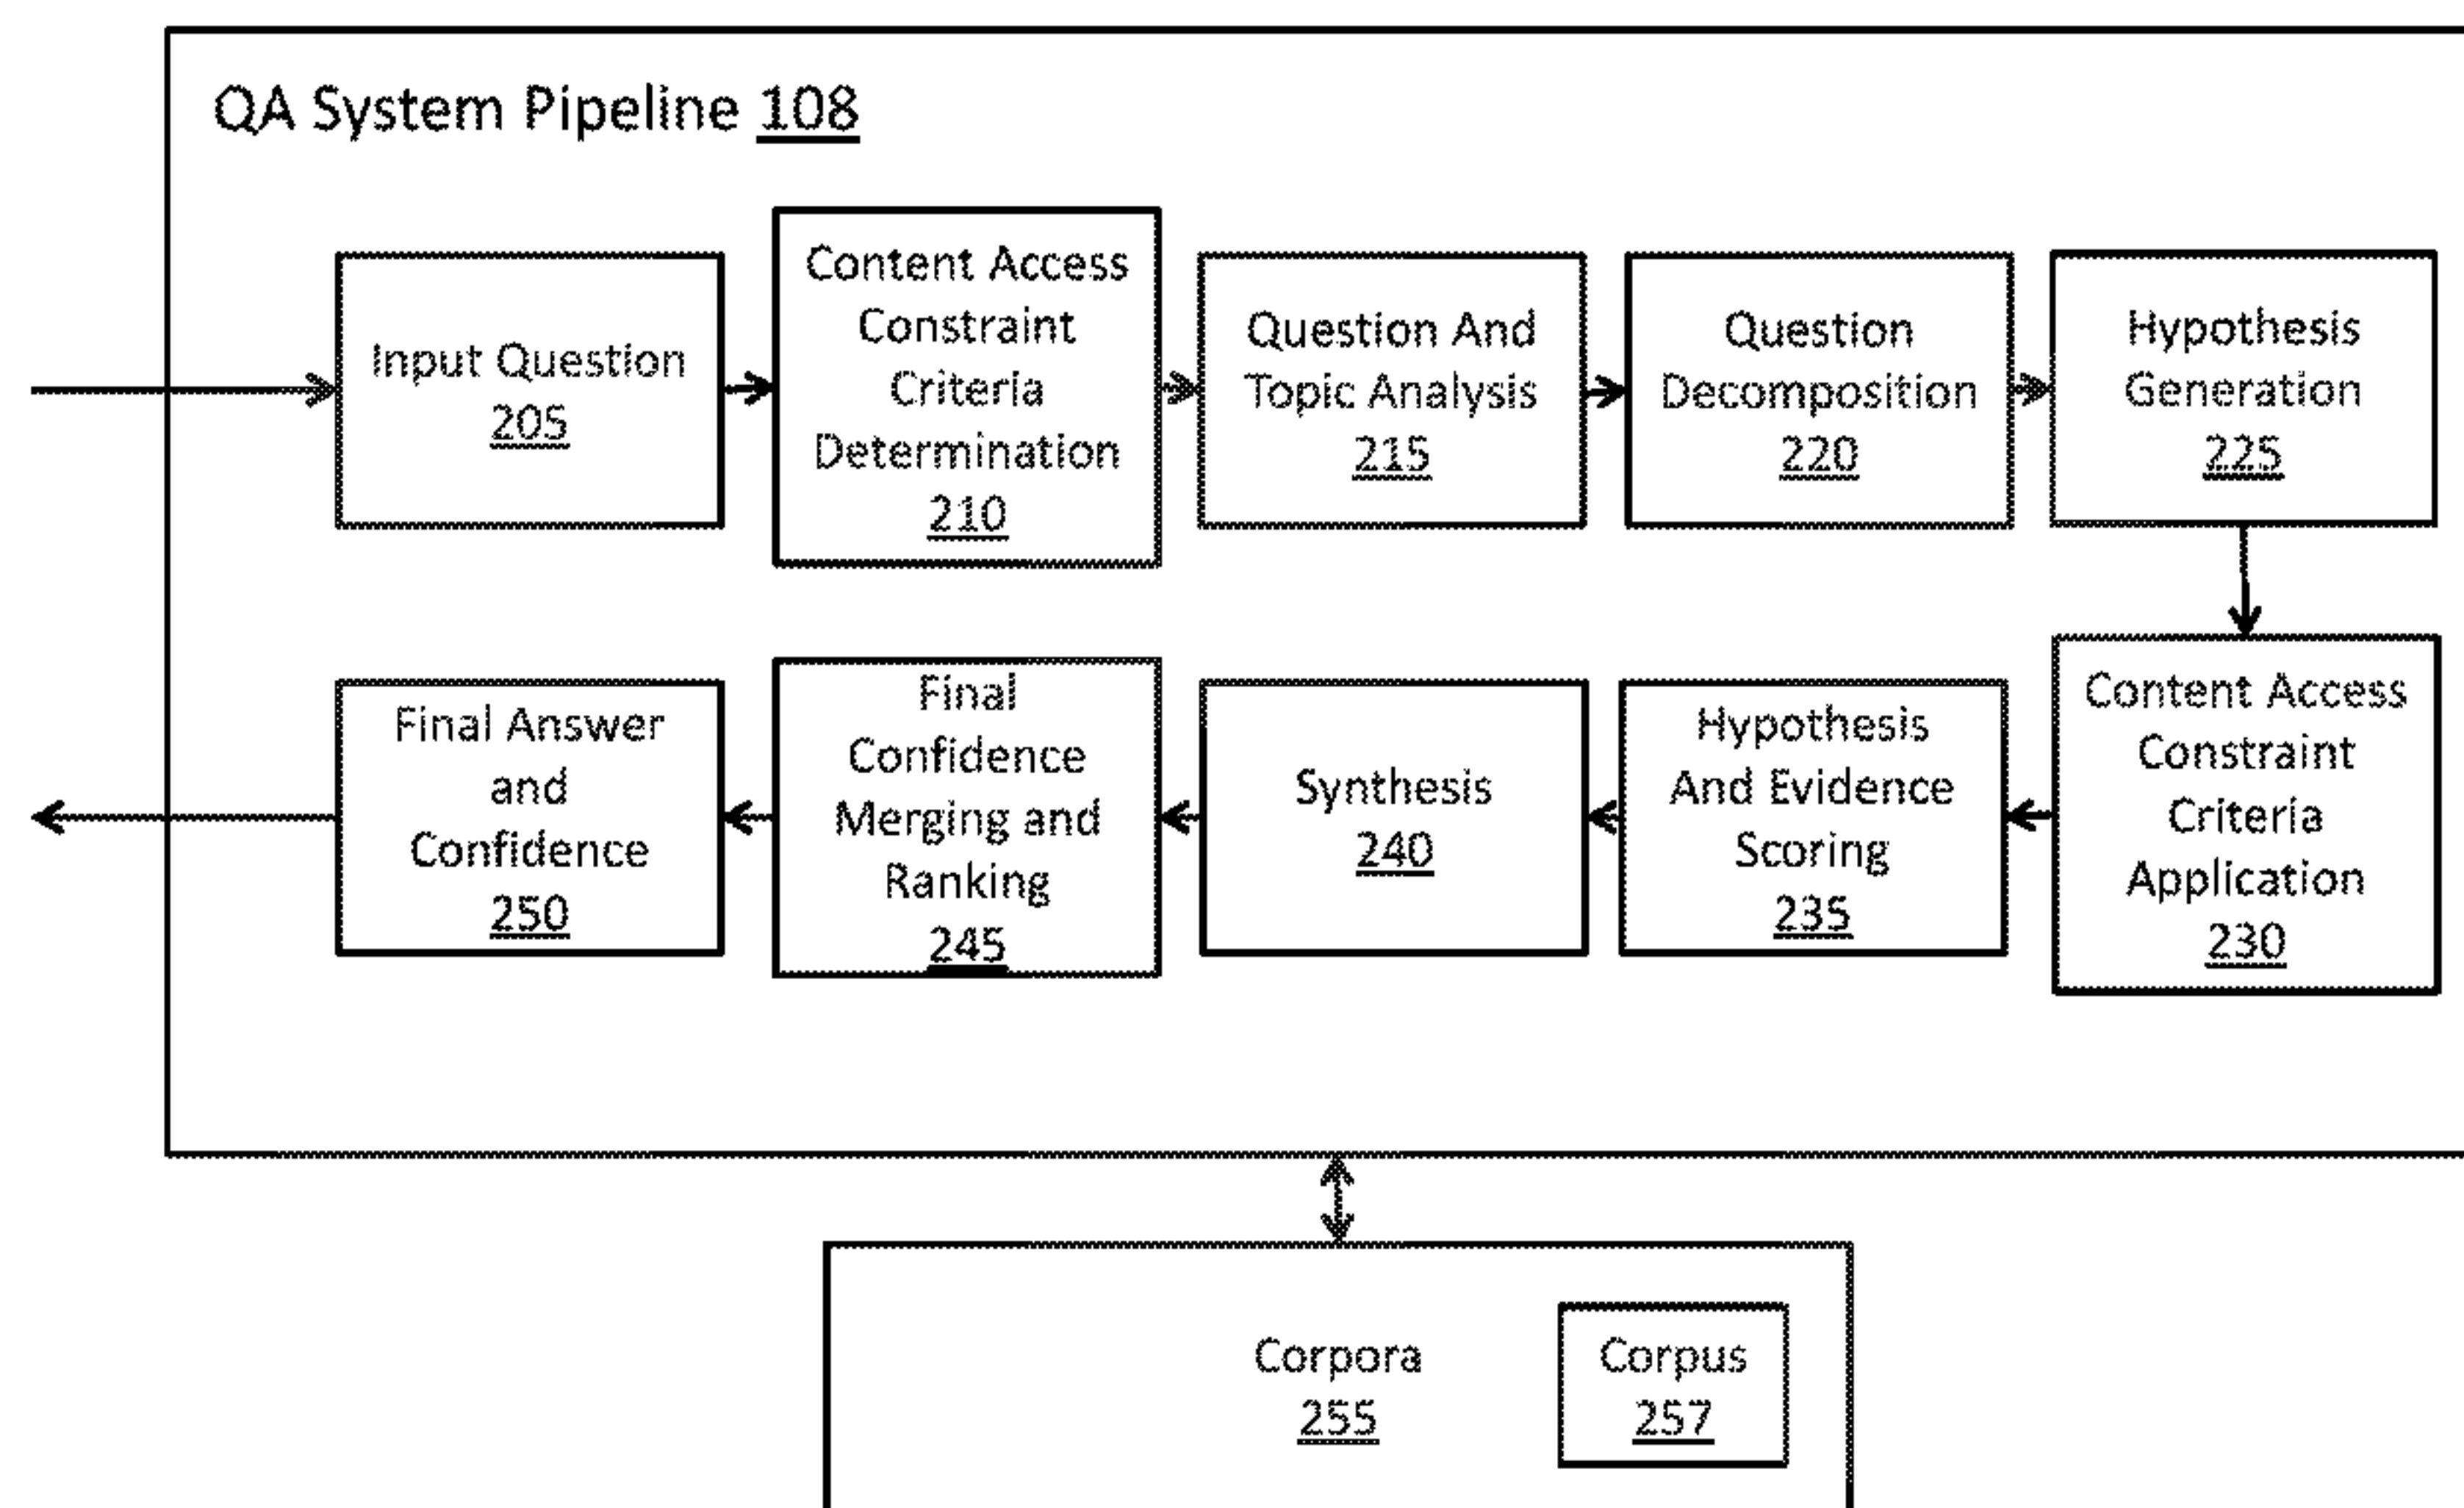 QA System Pipeline 108
Input Question
205
Content Access
Constraint
Criteria
Determination
210
Question And
Topic Analysis
215
Question
Decomposition
220
Hypothesis
Generation
225
Final Answer
and
Confidence
250
Final
Confidence
Merging and
Ranking
245
Synthesis
240
Hypothesis
And Evidence
Scoring
235
Content Access
Constraint
Criteria
Application
230
Corpora
255
Corpus
257